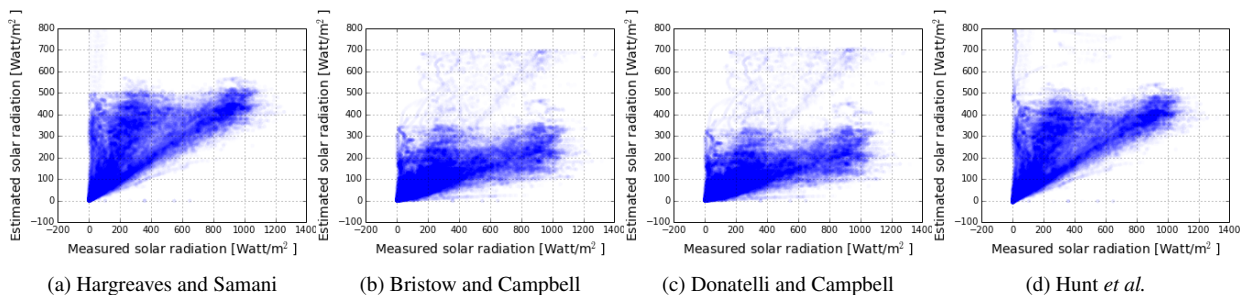 Estimated solar radiation [Watt/m²]
800
700
600
500
400
300
200
100
0
−100
−200 0 200 400 600 800 1000 1200 1400
Measured solar radiation [Watt/m² ]
(a) Hargreaves and Samani
Estimated solar radiation [Watt/m²]
800
700
600
500
400
300
200
100
0
−100
−200 0 200 400 600 800 1000 1200 1400
Measured solar radiation [Watt/m² ]
(b) Bristow and Campbell
Estimated solar radiation [Watt/m²]
800
700
600
500
400
300
200
100
0
−100
−200 0 200 400 600 800 1000 1200 1400
Measured solar radiation [Watt/m² ]
(c) Donatelli and Campbell
Estimated solar radiation [Watt/m²]
800
700
600
500
400
300
200
100
0
−100
−200 0 200 400 600 800 1000 1200 1400
Measured solar radiation [Watt/m² ]
(d) Hunt et al.